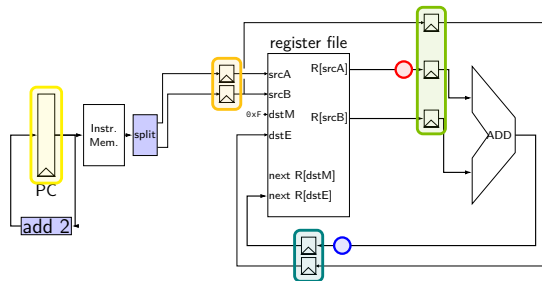 register file
srcA
srcB
0xF
dstM
dstE
next R[dstM]
next R[dstE]
R[srcA]
R[srcB]
Instr.
Mem.
split
ADD
PC
add 2